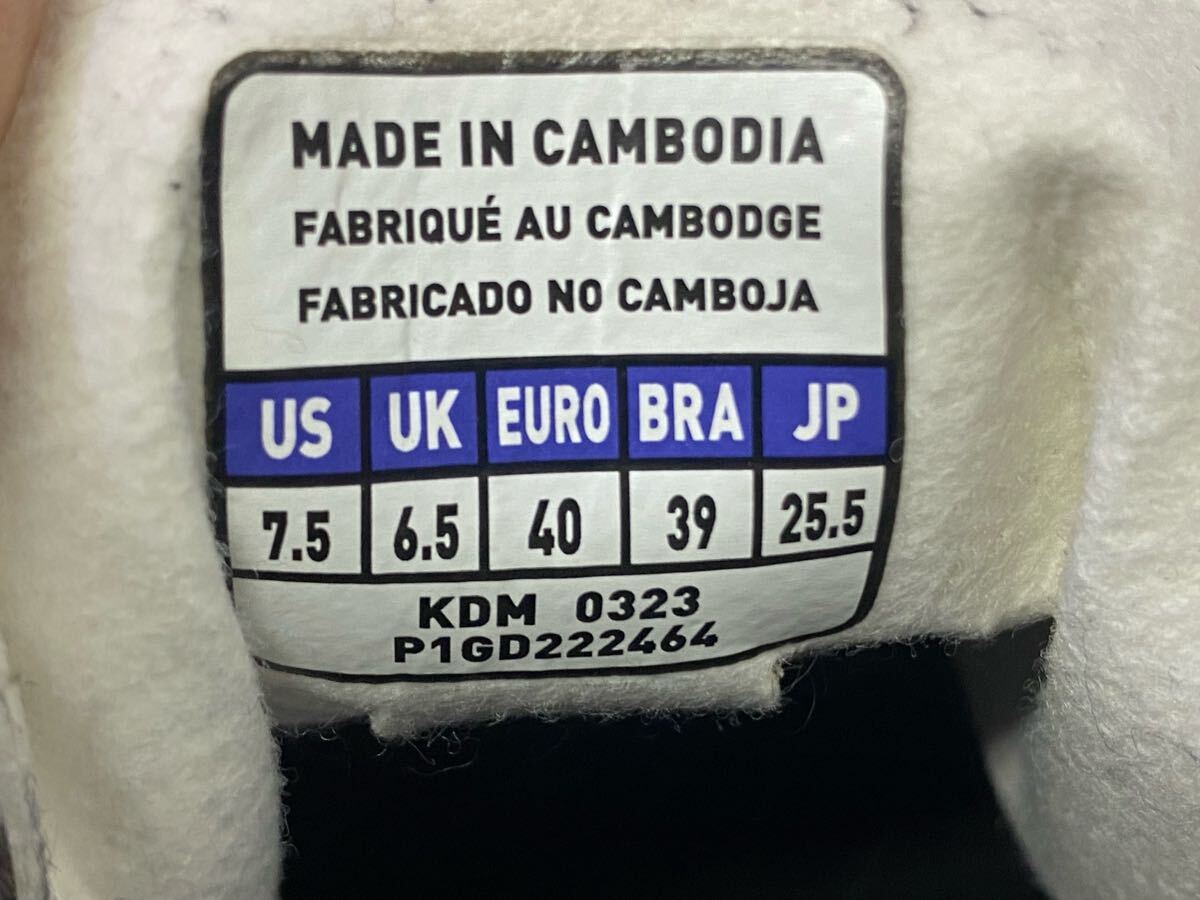 MADE IN CAMBODIA
FABRIQUÉ AU CAMBODGE
FABRICADO NO CAMBOJA
US UK EURO BRA JP
7.5 6.5 40 39 25.5
KDM 0323
P1GD222464